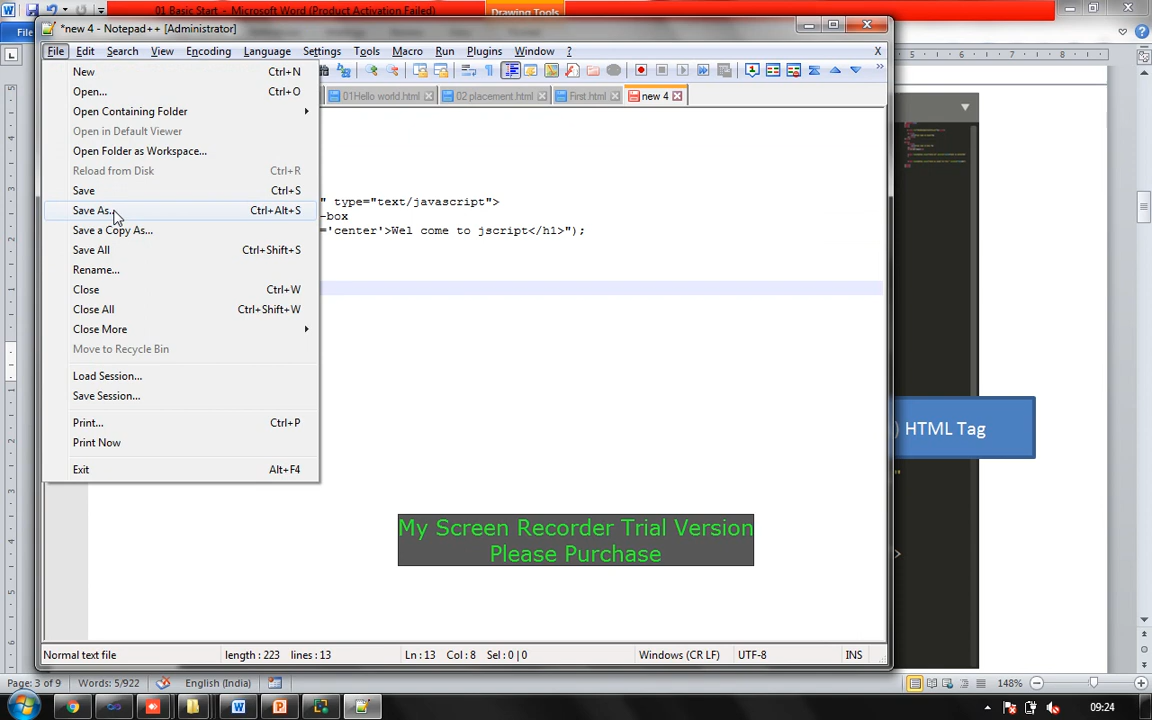 01 Basic Start - Microsoft Word (Product Activation Failed)
Drawing Tools
*new 4 - Notepad++ [Administrator]
File
File Edit Search View Encoding Language Settings Tools Macro Run Plugins Window ? X
New Ctrl+N
Open... Ctrl+O
Open Containing Folder
Open in Default Viewer
Open Folder as Workspace...
Reload from Disk Ctrl+R
Save Ctrl+S
Save As... Ctrl+Alt+S
Save a Copy As...
Save All Ctrl+Shift+S
Rename...
Close Ctrl+W
Close All Ctrl+Shift+W
Close More
Move to Recycle Bin
Load Session...
Save Session...
Print... Ctrl+P
Print Now
Exit Alt+F4
01Hello world.html 02 placement.html First.html new 4
" type="text/javascript">
-box
='center'>Wel come to jscript</h1>");
) HTML Tag
My Screen Recorder Trial Version
Please Purchase
Normal text file length : 223 lines : 13 Ln : 13 Col : 8 Sel : 0 | 0 Windows (CR LF) UTF-8 INS
Page: 3 of 9 Words: 5/922 English (India) 148%
09:24